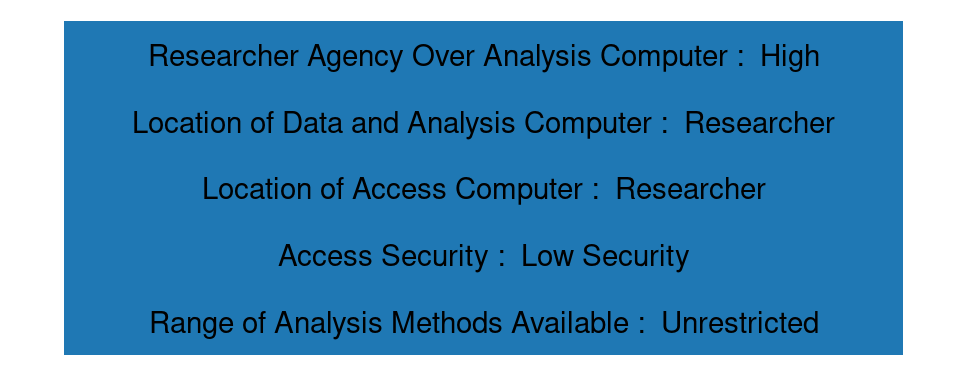 Researcher Agency Over Analysis Computer :  High
Location of Data and Analysis Computer :  Researcher
Location of Access Computer :  Researcher
Access Security :  Low Security
Range of Analysis Methods Available :  Unrestricted